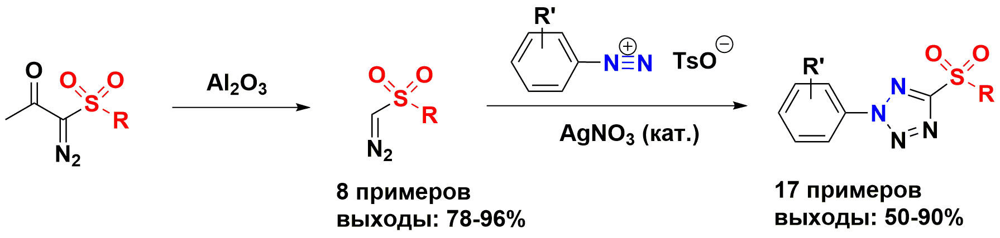 O
O
O
S
R
N₂
Al₂O₃
O
O
S
R
N₂
R'
N≡N
+
TsO
−
AgNO₃ (кат.)
R'
O
O
S
R
N
N
N
N
8 примеров
выходы: 78-96%
17 примеров
выходы: 50-90%